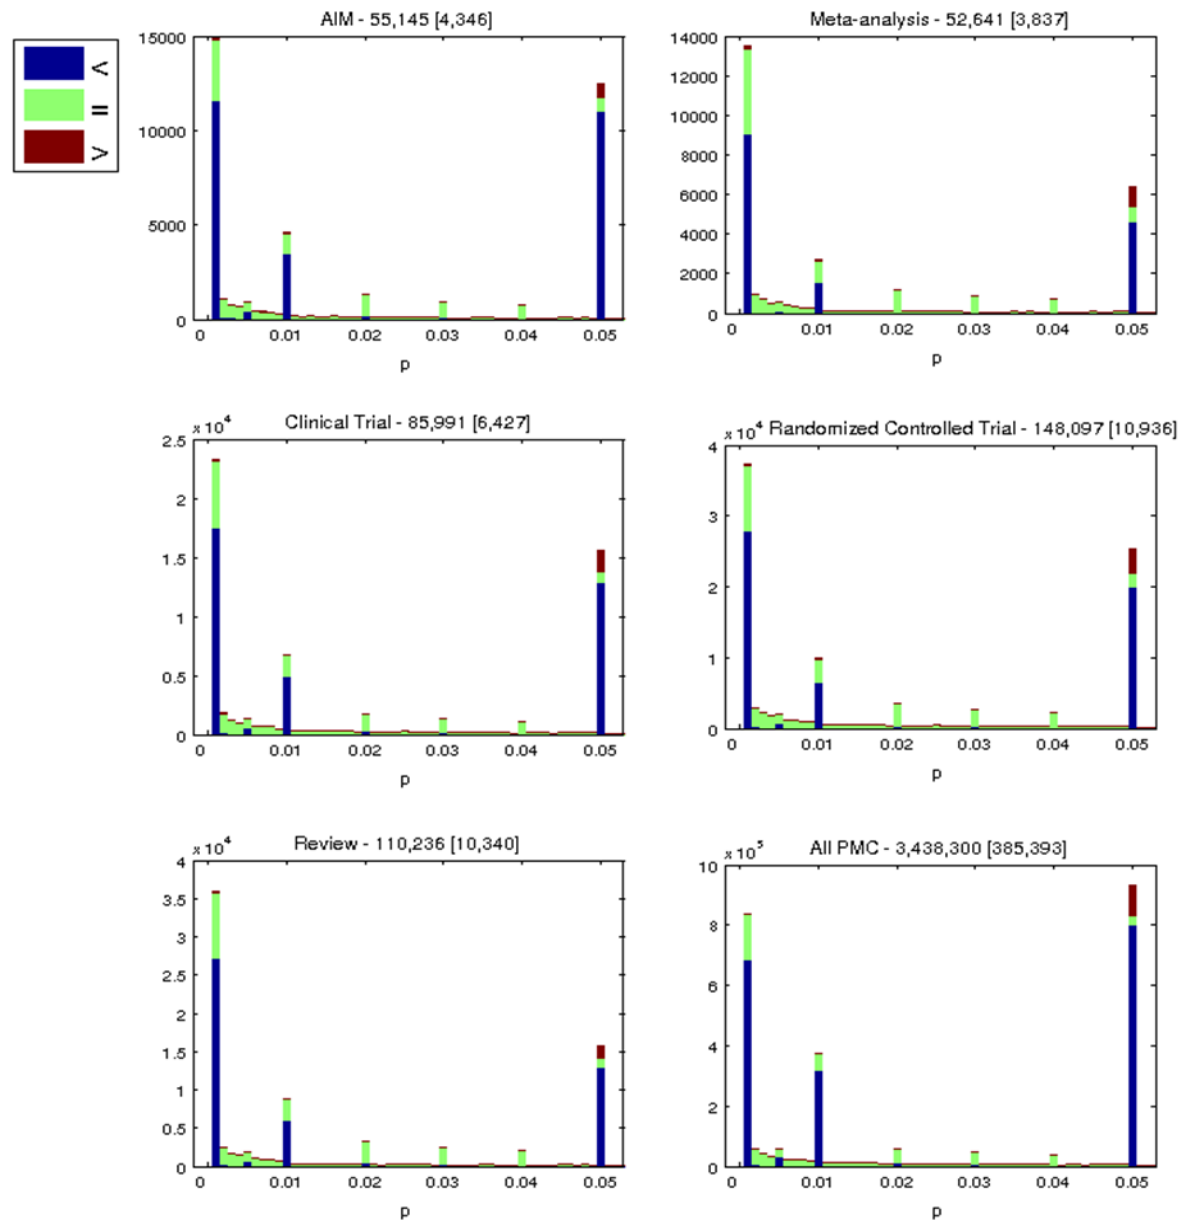 AIM - 55,145 [4,346]
<
=
>
15000
10000
5000
0
0 0.01 0.02 0.03 0.04 0.05
p
Meta-analysis - 52,641 [3,837]
14000
12000
10000
8000
6000
4000
2000
0
0 0.01 0.02 0.03 0.04 0.05
p
x 10^4
Clinical Trial - 85,991 [6,427]
2.5
2
1.5
1
0.5
0
0 0.01 0.02 0.03 0.04 0.05
p
x 10^4 Randomized Controlled Trial - 148,097 [10,936]
4
3
2
1
0
0 0.01 0.02 0.03 0.04 0.05
p
x 10^4
Review - 110,236 [10,340]
4
3.5
3
2.5
2
1.5
1
0.5
0
0 0.01 0.02 0.03 0.04 0.05
p
x 10^5
All PMC - 3,438,300 [385,393]
10
8
6
4
2
0
0 0.01 0.02 0.03 0.04 0.05
p